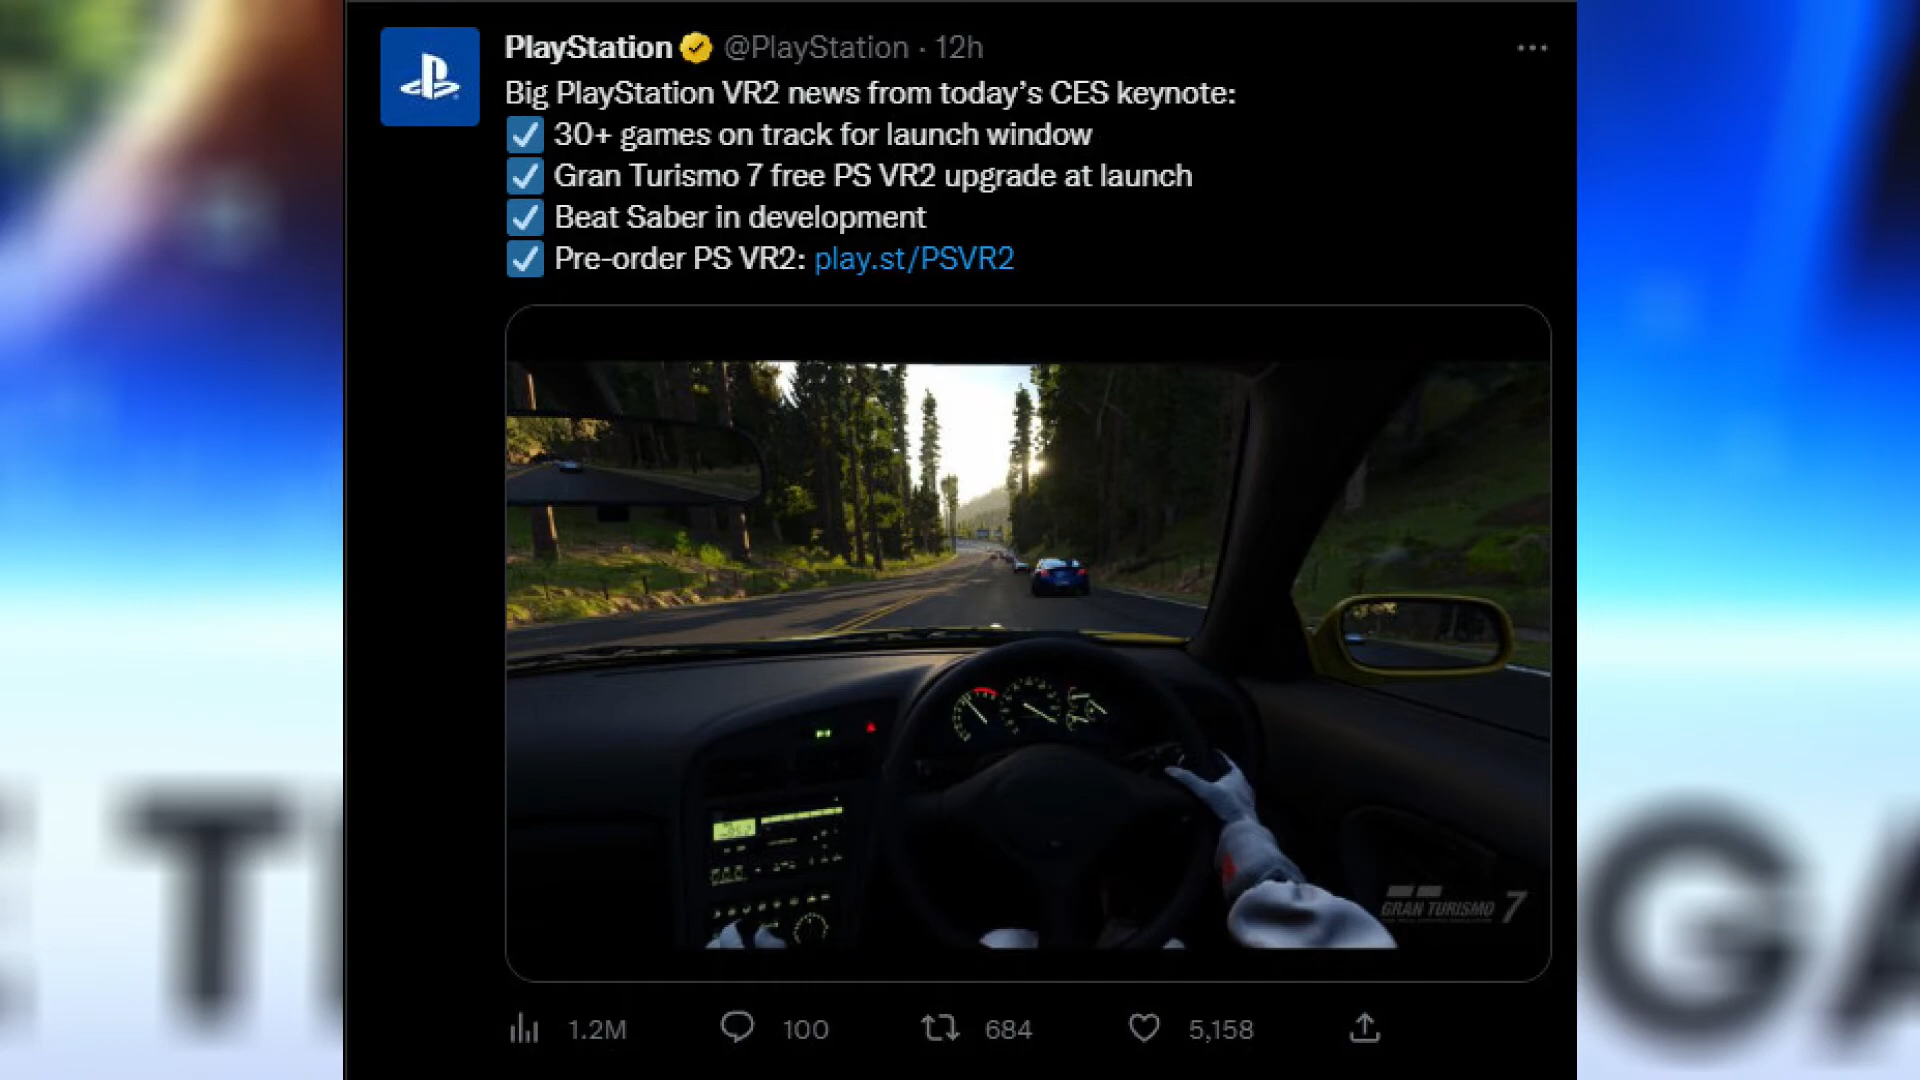 PlayStation @PlayStation · 12h
Big PlayStation VR2 news from today's CES keynote:
30+ games on track for launch window
Gran Turismo 7 free PS VR2 upgrade at launch
Beat Saber in development
Pre-order PS VR2: play.st/PSVR2
GRAN TURISMO 7
1.2M 100 684 5,158